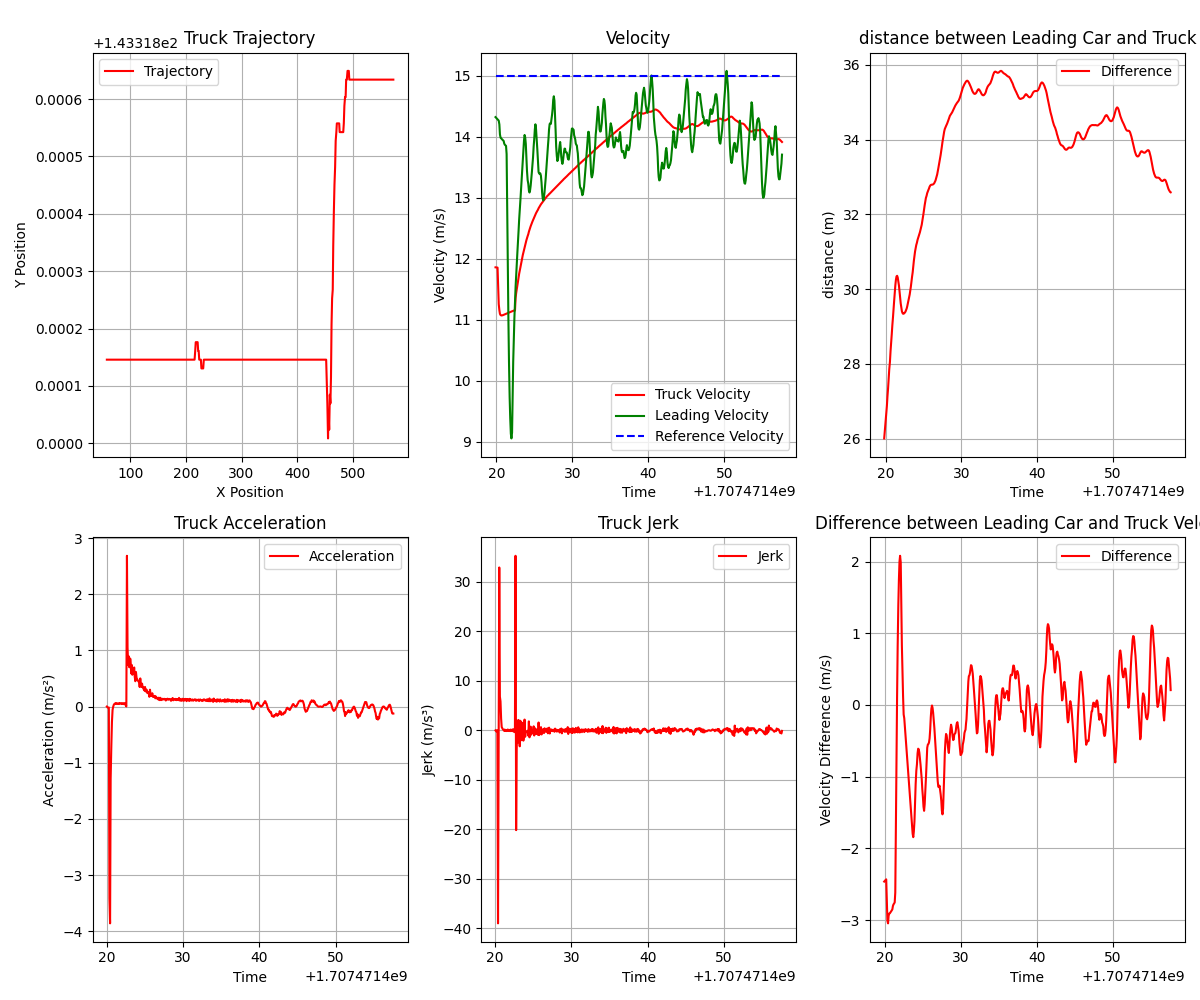 Truck Trajectory
+1.43318e2
Trajectory
0.0006
0.0005
0.0004
0.0003
0.0002
0.0001
0.0000
Y Position
100 200 300 400 500
X Position
Velocity
15
14
13
12
11
10
9
Velocity (m/s)
Truck Velocity
Leading Velocity
Reference Velocity
20 30 40 50
Time
+1.7074714e9
distance between Leading Car and Truck
Difference
36
34
32
30
28
26
distance (m)
20 30 40 50
Time
+1.7074714e9
Truck Acceleration
Acceleration
3
2
1
0
−1
−2
−3
−4
Acceleration (m/s²)
20 30 40 50
Time
+1.7074714e9
Truck Jerk
Jerk
30
20
10
0
−10
−20
−30
−40
Jerk (m/s³)
20 30 40 50
Time
+1.7074714e9
Difference between Leading Car and Truck Velo
Difference
2
1
0
−1
−2
−3
Velocity Difference (m/s)
20 30 40 50
Time
+1.7074714e9